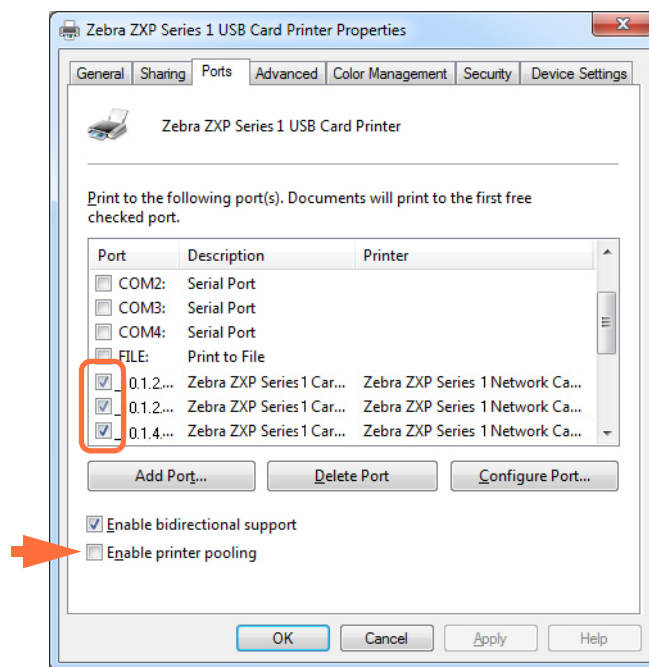 Zebra ZXP Series 1 USB Card Printer Properties
X
General Sharing Ports Advanced Color Management Security Device Settings
Zebra ZXP Series 1 USB Card Printer
Print to the following port(s). Documents will print to the first free
checked port.
Port Description Printer
COM2: Serial Port
COM3: Serial Port
COM4: Serial Port
FILE: Print to File
_0.1.2... Zebra ZXP Series 1 Car... Zebra ZXP Series 1 Network Ca...
_0.1.2... Zebra ZXP Series 1 Car... Zebra ZXP Series 1 Network Ca...
_0.1.4... Zebra ZXP Series 1 Car... Zebra ZXP Series 1 Network Ca...
Add Port... Delete Port Configure Port...
Enable bidirectional support
Enable printer pooling
OK Cancel Apply Help